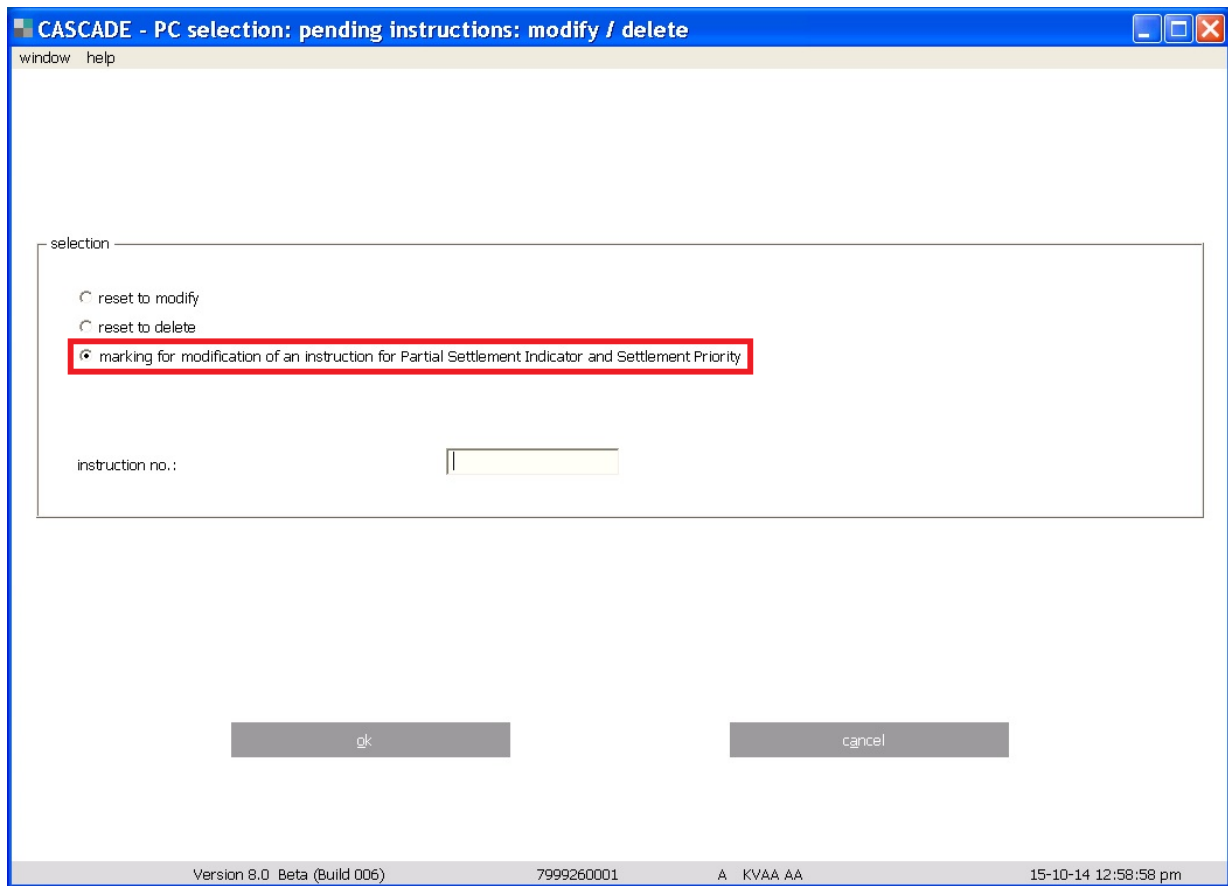 CASCADE - PC selection: pending instructions: modify / delete
window help
selection
reset to modify
reset to delete
marking for modification of an instruction for Partial Settlement Indicator and Settlement Priority
instruction no.:
ok cancel
Version 8.0 Beta (Build 006) 7999260001 A KVAA AA 15-10-14 12:58:58 pm